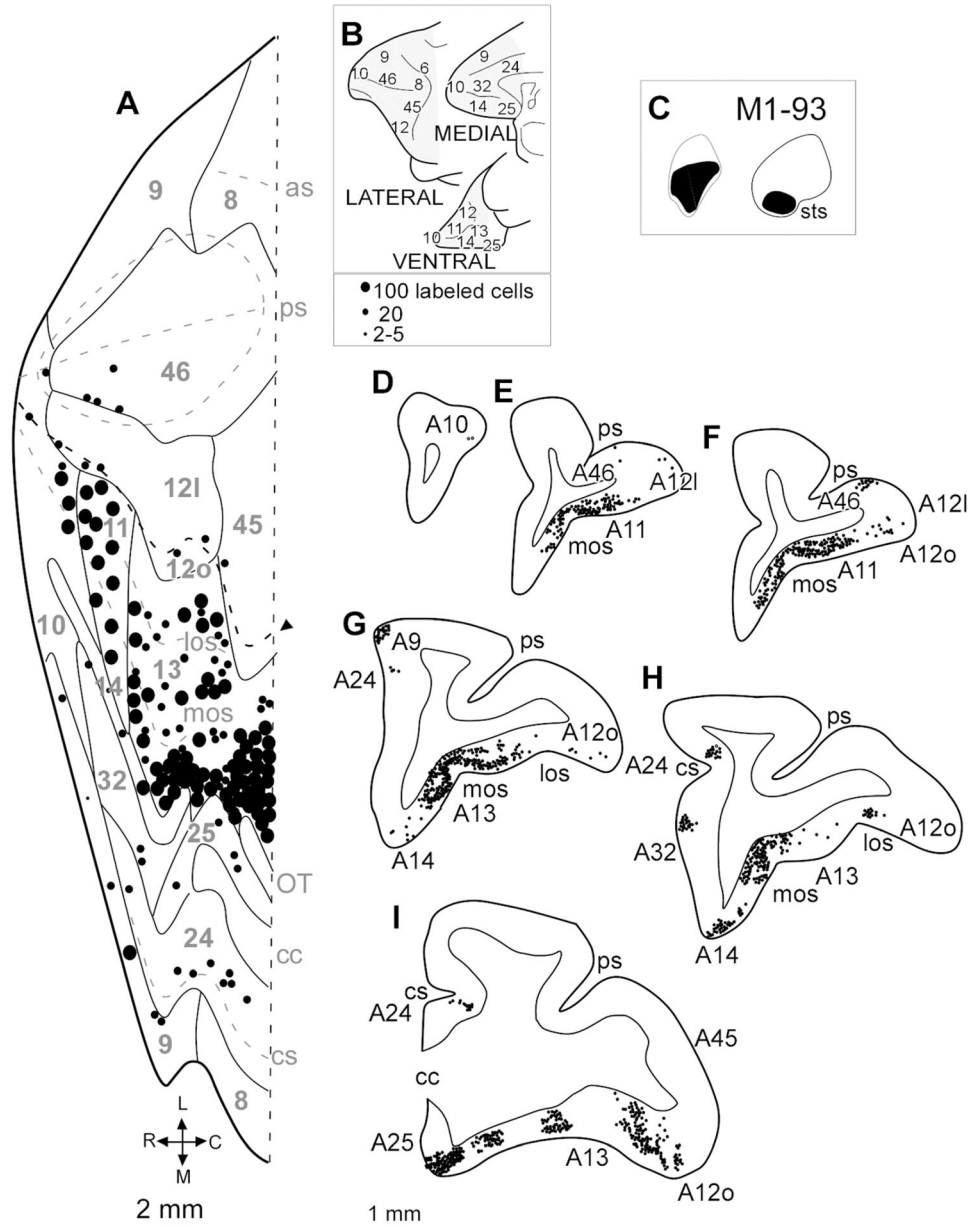 A
9
8
as
ps
46
12l
11
45
12o
10
los
13
14
mos
32
25
OT
24
cc
9
cs
8
L
R C
M
2 mm
B
9
6
10 46 8
45
12
LATERAL
9
24
10 32
14 25
MEDIAL
12
11 13
10 14 25
VENTRAL
100 labeled cells
20
2-5
C M1-93
sts
D
A10
E
ps
A46
A12l
A11
mos
F
ps
A46 A12l
A12o
A11
mos
G
A9 ps
A24
A12o
los
mos
A13
A14
H
ps
A24 cs
A12o
A32
los
A13
mos
A14
I
ps
cs
A24
A45
cc
A25
A13
A12o
1 mm